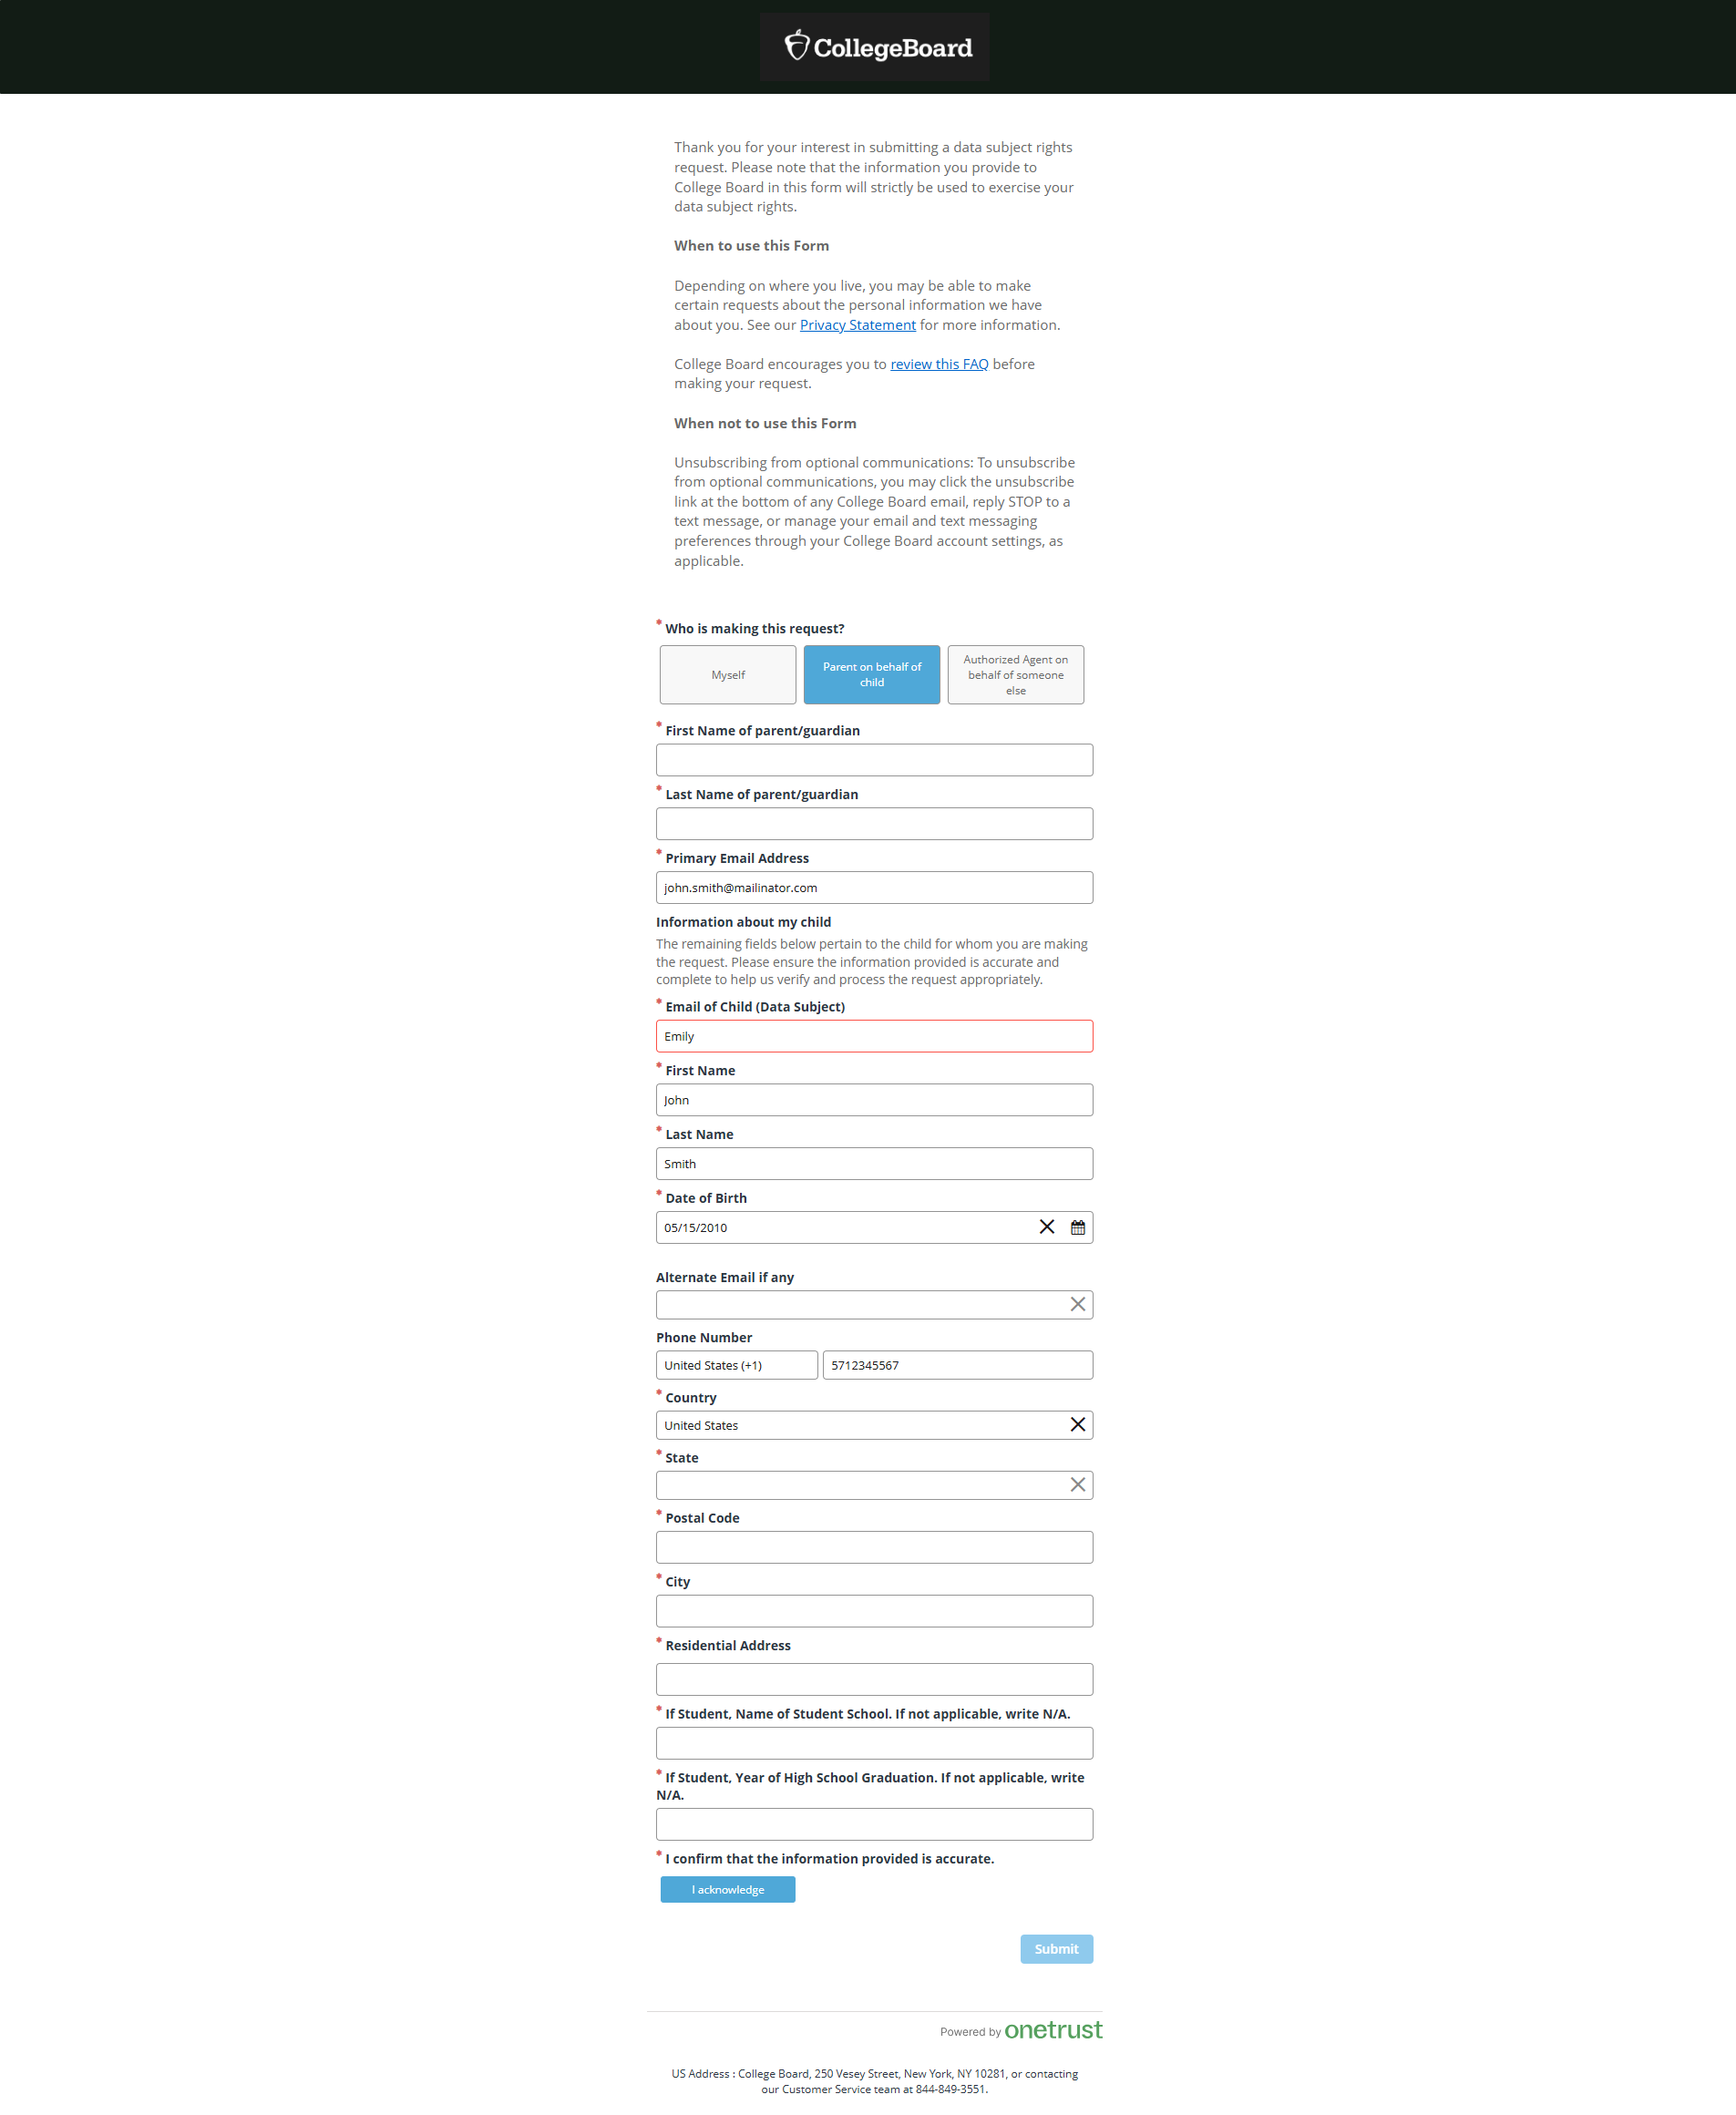 CollegeBoard
Thank you for your interest in submitting a data subject rights
request. Please note that the information you provide to
College Board in this form will strictly be used to exercise your
data subject rights.
When to use this Form
Depending on where you live, you may be able to make
certain requests about the personal information we have
about you. See our Privacy Statement for more information.
College Board encourages you to review this FAQ before
making your request.
When not to use this Form
Unsubscribing from optional communications: To unsubscribe
from optional communications, you may click the unsubscribe
link at the bottom of any College Board email, reply STOP to a
text message, or manage your email and text messaging
preferences through your College Board account settings, as
applicable.
* Who is making this request?
Myself
Parent on behalf of
child
Authorized Agent on
behalf of someone
else
* First Name of parent/guardian
* Last Name of parent/guardian
* Primary Email Address
john.smith@mailinator.com
Information about my child
The remaining fields below pertain to the child for whom you are making
the request. Please ensure the information provided is accurate and
complete to help us verify and process the request appropriately.
* Email of Child (Data Subject)
Emily
* First Name
John
* Last Name
Smith
* Date of Birth
05/15/2010
Alternate Email if any
Phone Number
United States (+1) 5712345567
* Country
United States
* State
* Postal Code
* City
* Residential Address
* If Student, Name of Student School. If not applicable, write N/A.
* If Student, Year of High School Graduation. If not applicable, write
N/A.
* I confirm that the information provided is accurate.
I acknowledge
Submit
Powered by onetrust
US Address : College Board, 250 Vesey Street, New York, NY 10281, or contacting
our Customer Service team at 844-849-3551.